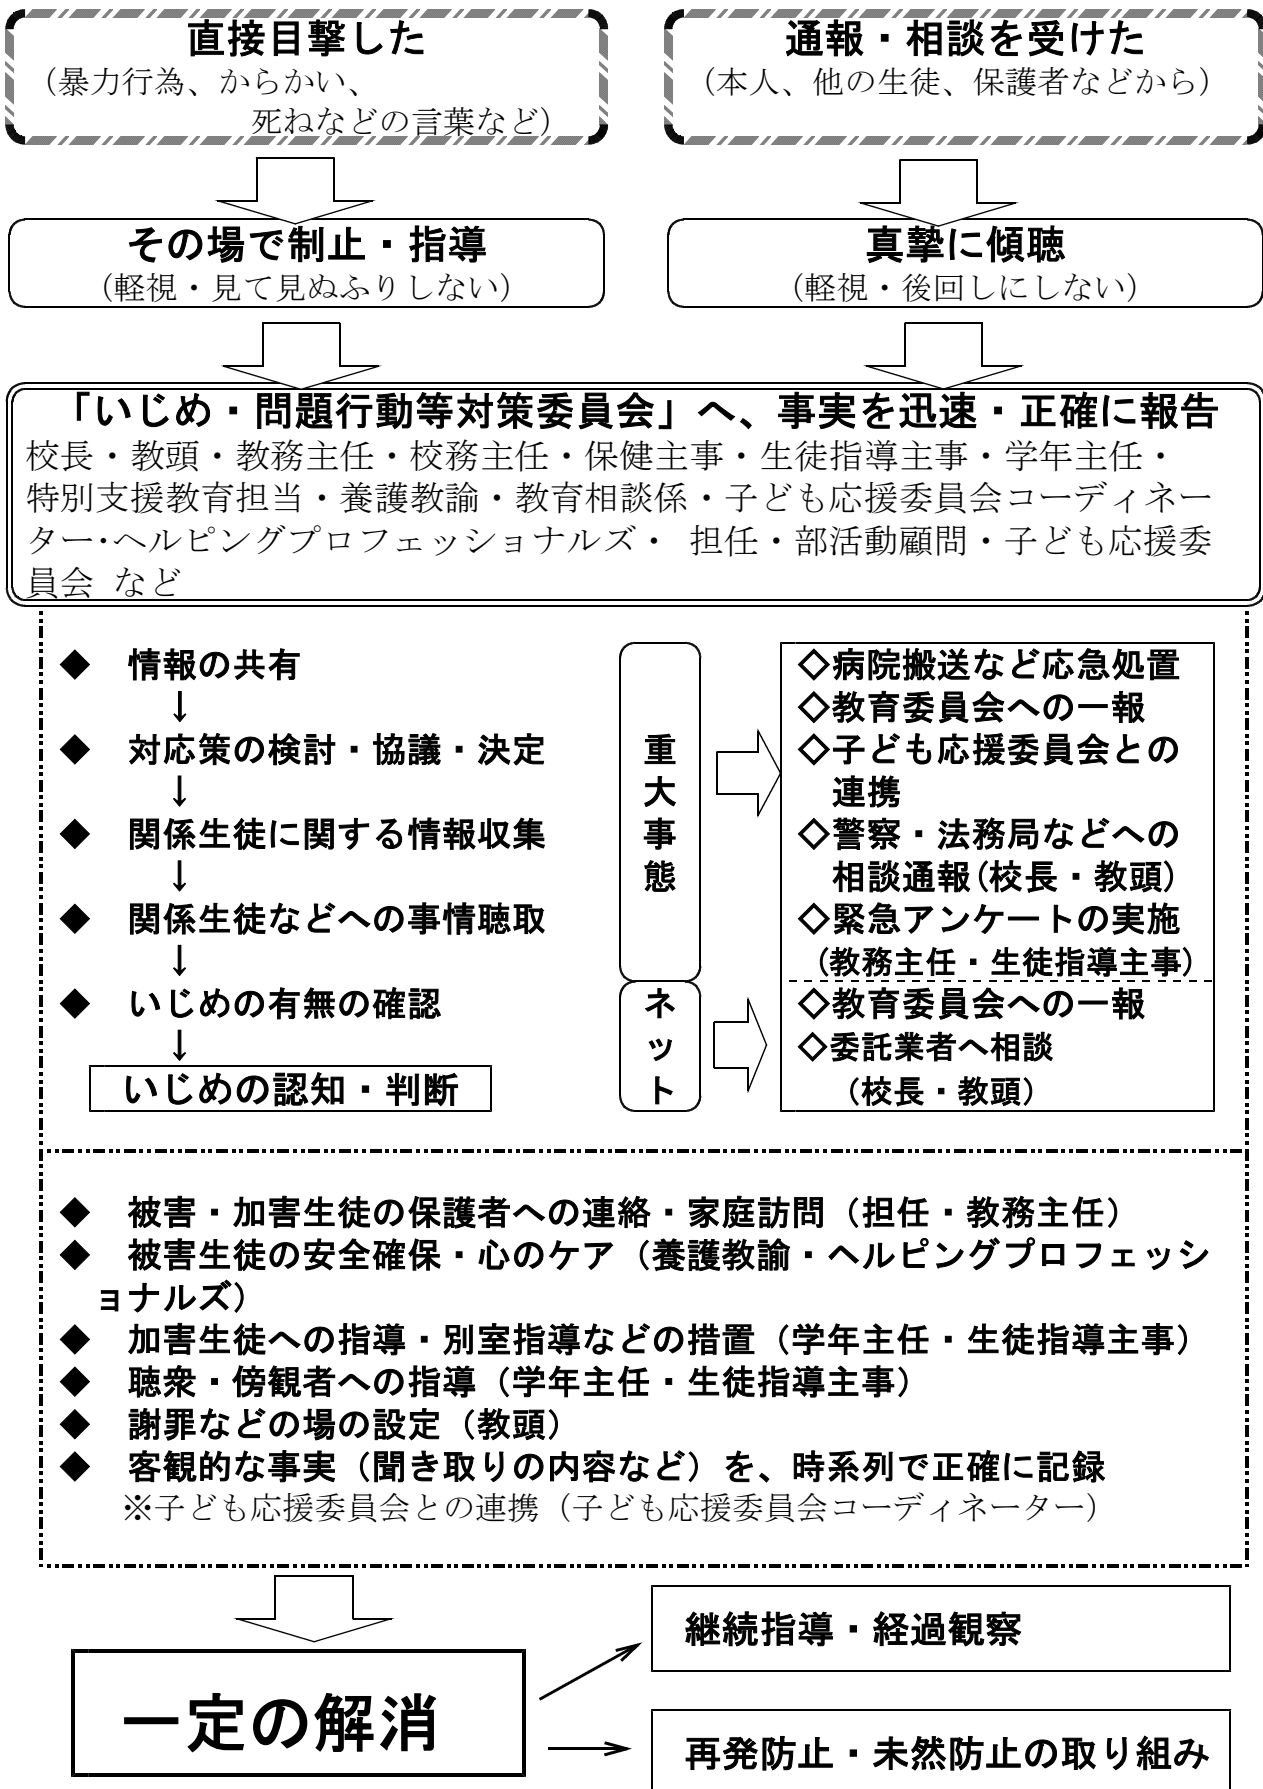 直接目撃した
（暴力行為、からかい、
死ねなどの言葉など）
通報・相談を受けた
（本人、他の生徒、保護者などから）
その場で制止・指導
（軽視・見て見ぬふりしない）
真摯に傾聴
（軽視・後回しにしない）
「いじめ・問題行動等対策委員会」へ、事実を迅速・正確に報告
校長・教頭・教務主任・校務主任・保健主事・生徒指導主事・学年主任・
特別支援教育担当・養護教諭・教育相談係・子ども応援委員会コーディネー
ター・ヘルピングプロフェッショナルズ・ 担任・部活動顧問・子ども応援委
員会 など
◆ 情報の共有
↓
◆ 対応策の検討・協議・決定
↓
◆ 関係生徒に関する情報収集
↓
◆ 関係生徒などへの事情聴取
↓
◆ いじめの有無の確認
↓
いじめの認知・判断
重大事態
◇病院搬送など応急処置
◇教育委員会への一報
◇子ども応援委員会との
連携
◇警察・法務局などへの
相談通報（校長・教頭）
◇緊急アンケートの実施
（教務主任・生徒指導主事）
ネット
◇教育委員会への一報
◇委託業者へ相談
（校長・教頭）
◆ 被害・加害生徒の保護者への連絡・家庭訪問（担任・教務主任）
◆ 被害生徒の安全確保・心のケア（養護教諭・ヘルピングプロフェッシ
ョナルズ）
◆ 加害生徒への指導・別室指導などの措置（学年主任・生徒指導主事）
◆ 聴衆・傍観者への指導（学年主任・生徒指導主事）
◆ 謝罪などの場の設定（教頭）
◆ 客観的な事実（聞き取りの内容など）を、時系列で正確に記録
※子ども応援委員会との連携（子ども応援委員会コーディネーター）
一定の解消
継続指導・経過観察
再発防止・未然防止の取り組み